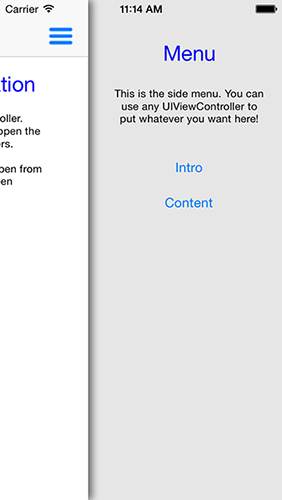 Carrier 11:14 AM
tion
oller.
open the
rs.
pen from
een
Menu
This is the side menu. You can
use any UIViewController to
put whatever you want here!
Intro
Content